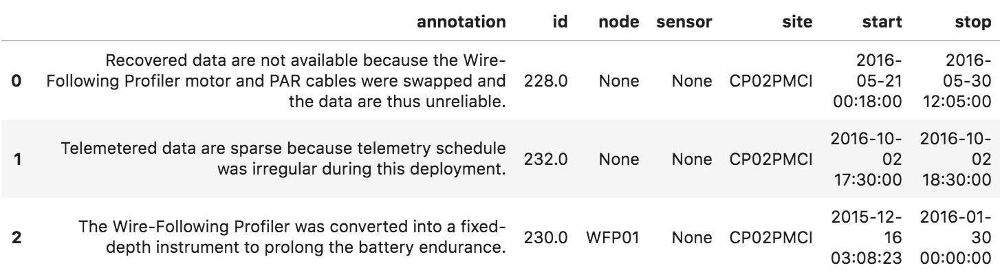 annotation id node sensor site start stop
Recovered data are not available because the Wire- 2016- 2016-
0 Following Profiler motor and PAR cables were swapped and 228.0 None None CP02PMCI 05-21 05-30
the data are thus unreliable. 00:18:00 12:05:00
2016-10- 2016-10-
Telemetered data are sparse because telemetry schedule
1 was irregular during this deployment. 232.0 None None CP02PMCI 02 02
17:30:00 18:30:00
2015-12- 2016-01-
The Wire-Following Profiler was converted into a fixed-
2 depth instrument to prolong the battery endurance. 230.0 WFP01 None CP02PMCI 16 30
03:08:23 00:00:00